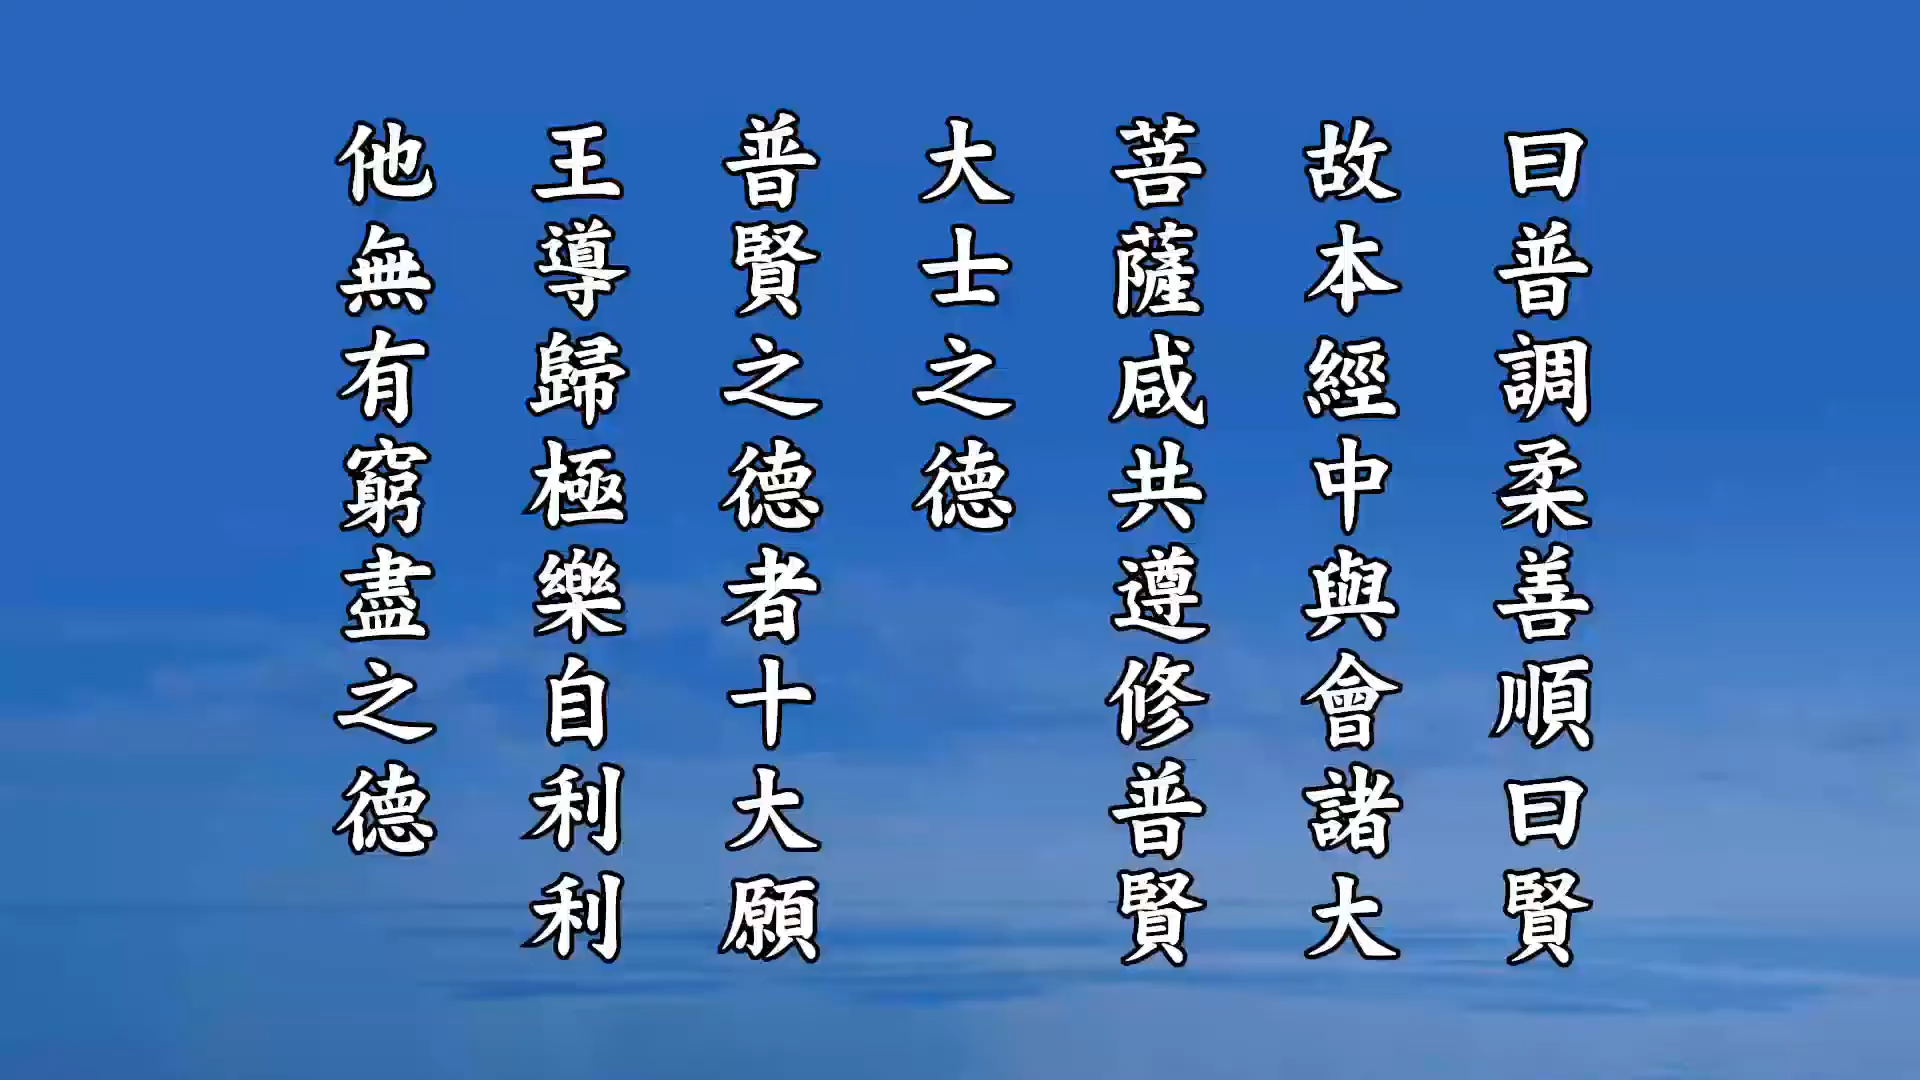 曰普調柔善順曰賢
故本經中與會諸大
菩薩咸共遵修普賢
大士之德
普賢之德者十大願
王導歸極樂自利利
他無有窮盡之德